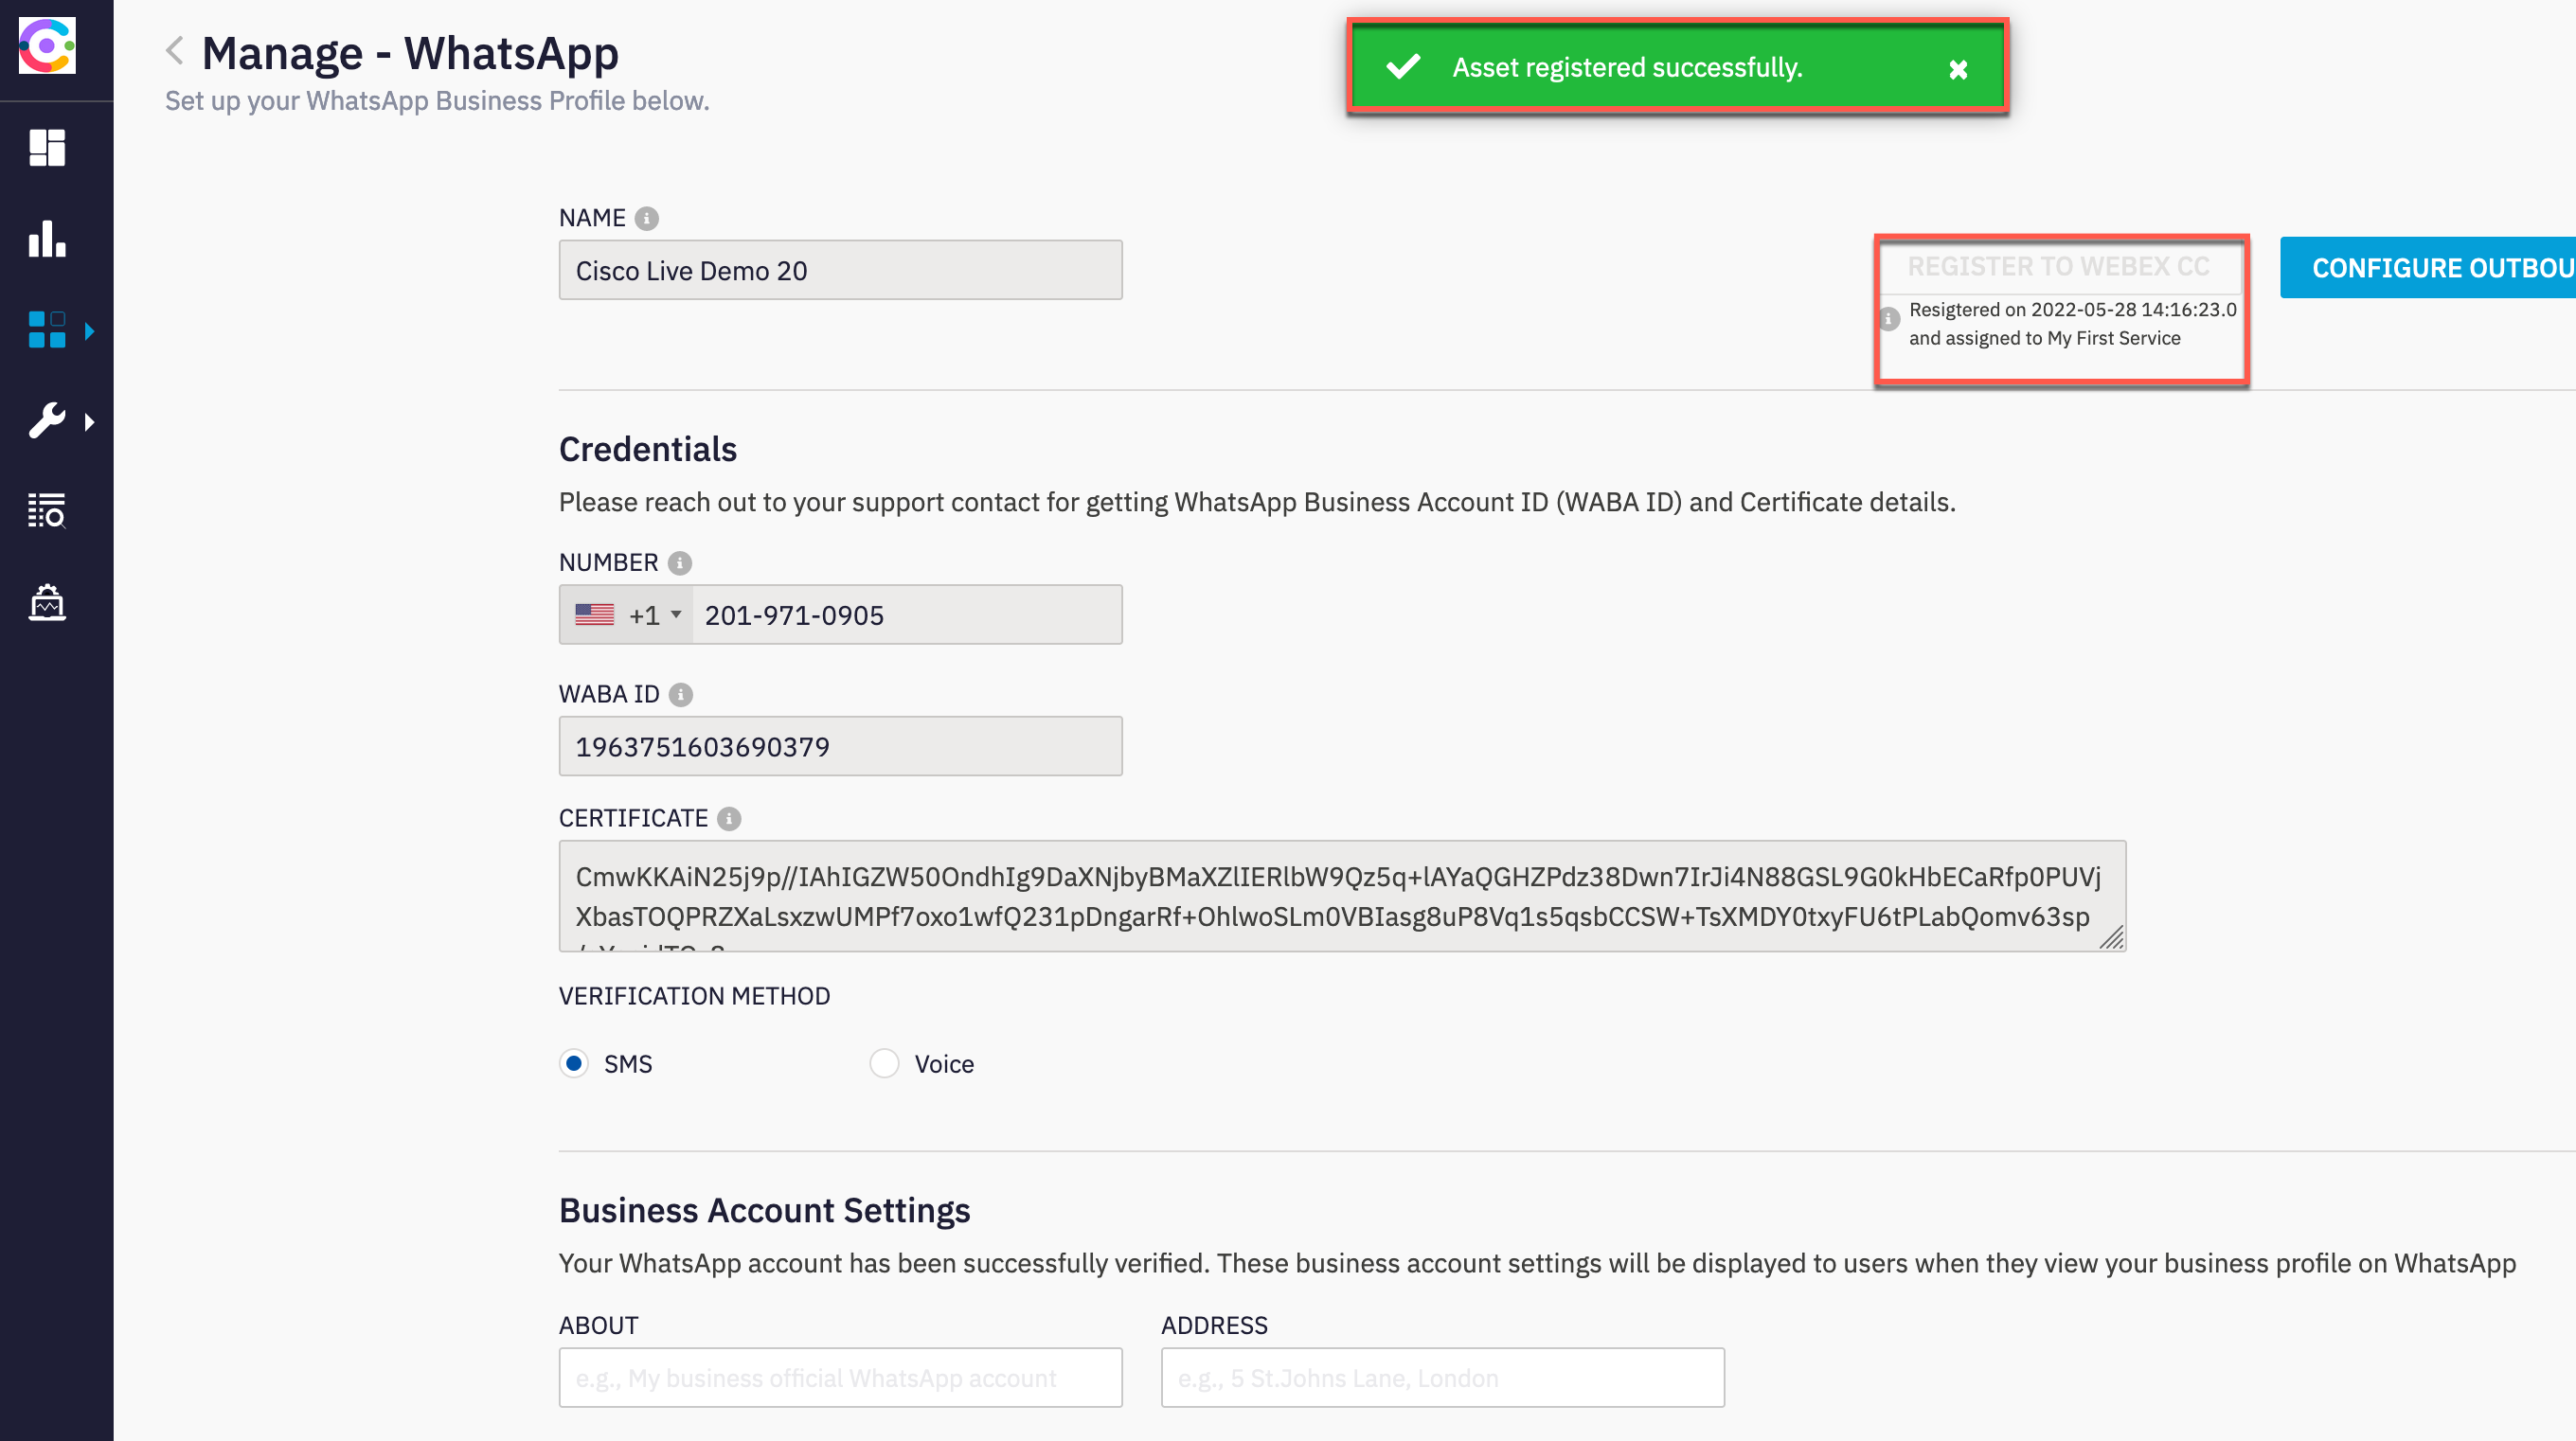 Manage - WhatsApp
Set up your WhatsApp Business Profile below.
Asset registered successfully.
NAME
Cisco Live Demo 20
REGISTER TO WEBEX CC
Resigtered on 2022-05-28 14:16:23.0
and assigned to My First Service
CONFIGURE OUTBOU
Credentials
Please reach out to your support contact for getting WhatsApp Business Account ID (WABA ID) and Certificate details.
NUMBER
+1 201-971-0905
WABA ID
1963751603690379
CERTIFICATE
CmwKKAiN25j9p//IAhIGZW50OndhIg9DaXNjbyBMaXZlIERlbW9Qz5q+lAYaQGHZPdz38Dwn7IrJi4N88GSL9G0kHbECaRfp0PUVj
XbasTOQPRZXaLsxzwUMPf7oxo1wfQ231pDngarRf+OhlwoSLm0VBIasg8uP8Vq1s5qsbCCSW+TsXMDY0txyFU6tPLabQomv63sp
VERIFICATION METHOD
SMS Voice
Business Account Settings
Your WhatsApp account has been successfully verified. These business account settings will be displayed to users when they view your business profile on WhatsApp
ABOUT ADDRESS
e.g., My business official WhatsApp account e.g., 5 St.Johns Lane, London